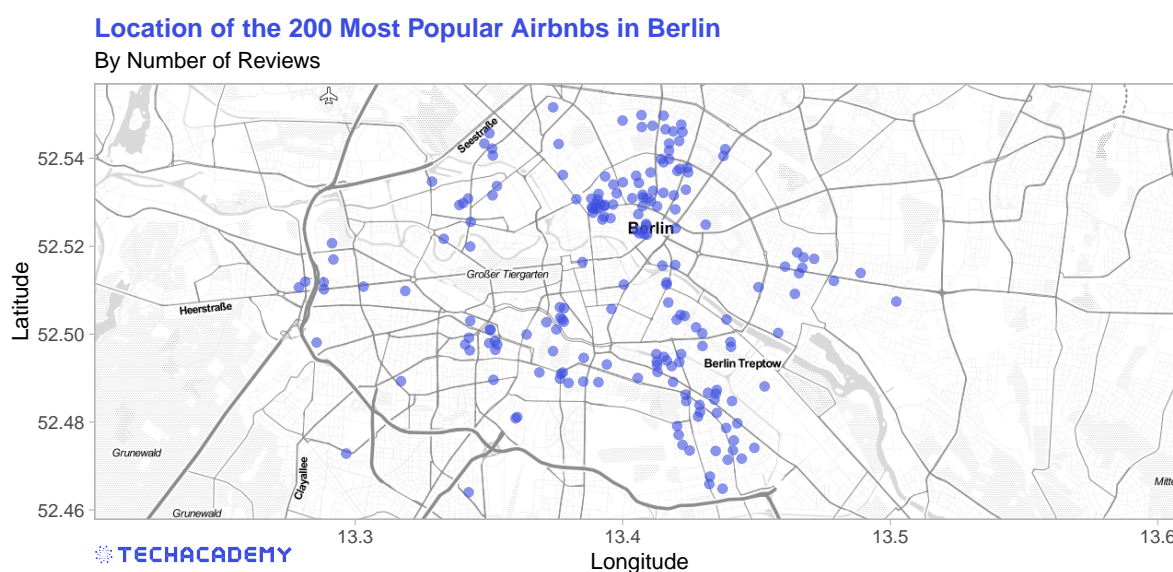 Location of the 200 Most Popular Airbnbs in Berlin
By Number of Reviews
Seestraße
52.54
Berlin
52.52
Großer Tiergarten
Latitude
Heerstraße
52.50
Berlin Treptow
52.48
Grunewald
Clayallee
Mitte
52.46
Grunewald
13.3
13.4
13.5
13.6
TECHACADEMY
Longitude